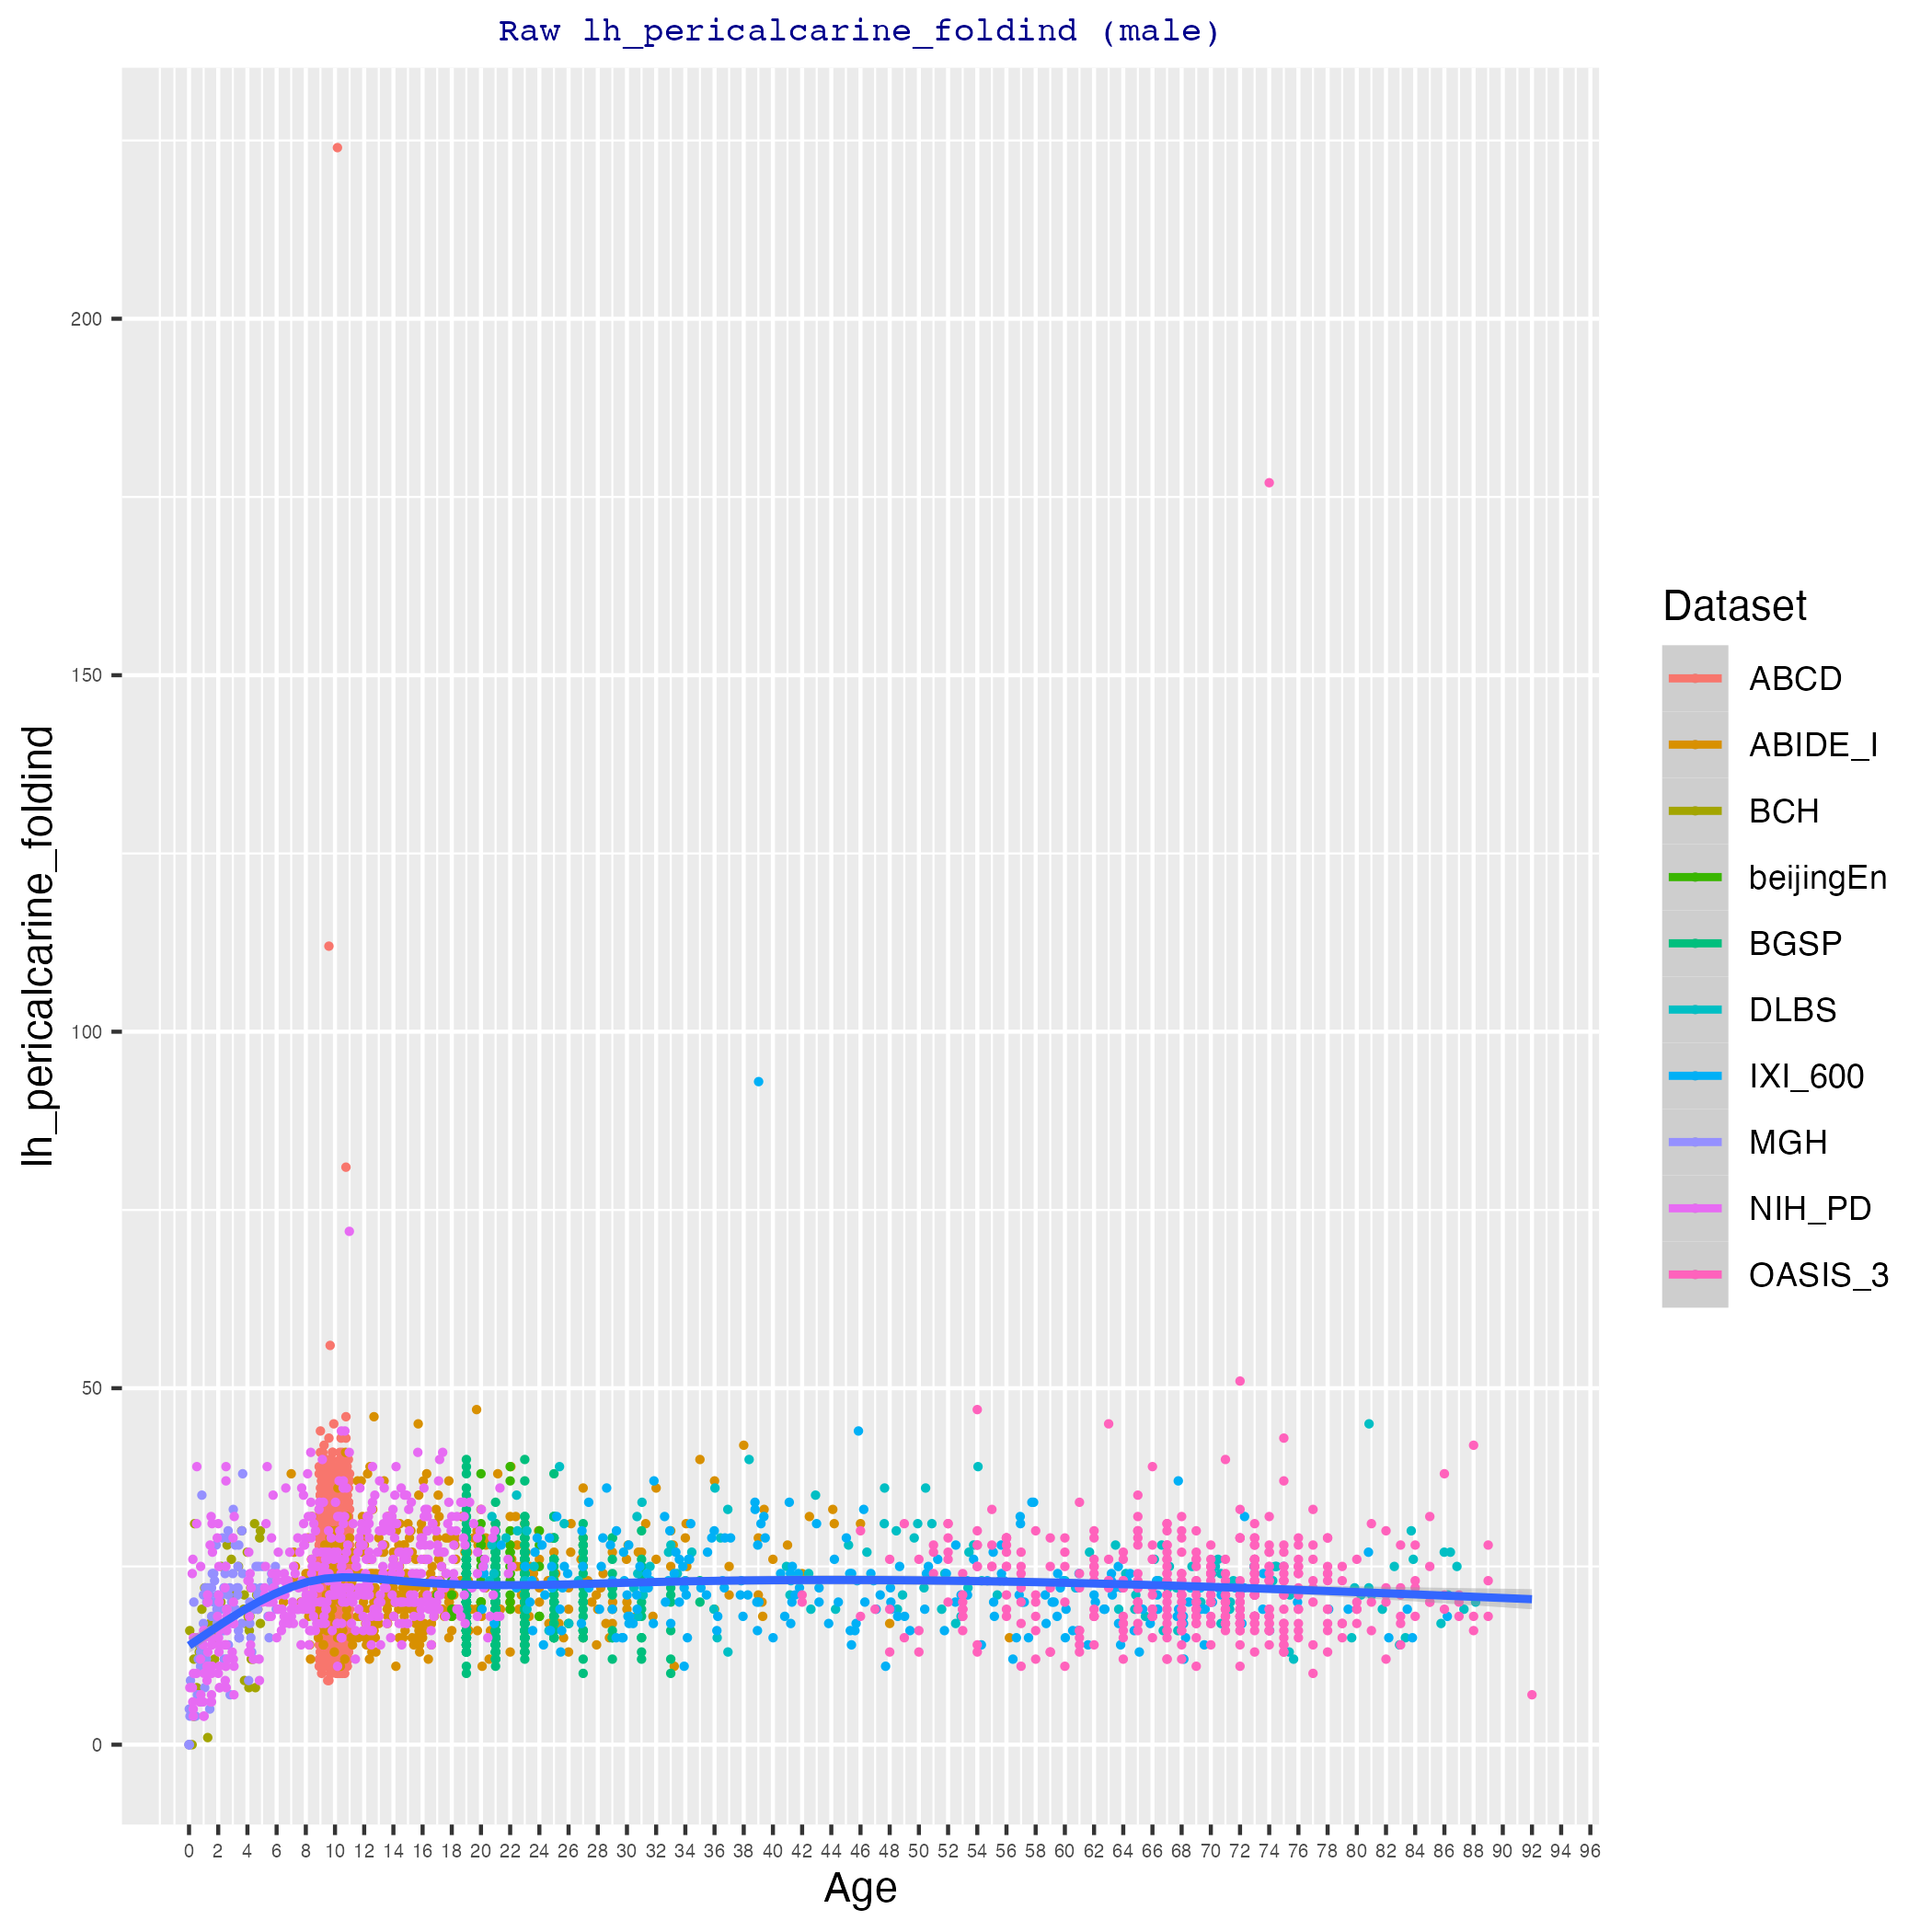 Raw lh_pericalcarine_foldind (male)
lh_pericalcarine_foldind
200
150
100
50
0
0 2 4 6 8 10 12 14 16 18 20 22 24 26 28 30 32 34 36 38 40 42 44 46 48 50 52 54 56 58 60 62 64 66 68 70 72 74 76 78 80 82 84 86 88 90 92 94 96
Age
Dataset
ABCD
ABIDE_I
BCH
beijingEn
BGSP
DLBS
IXI_600
MGH
NIH_PD
OASIS_3